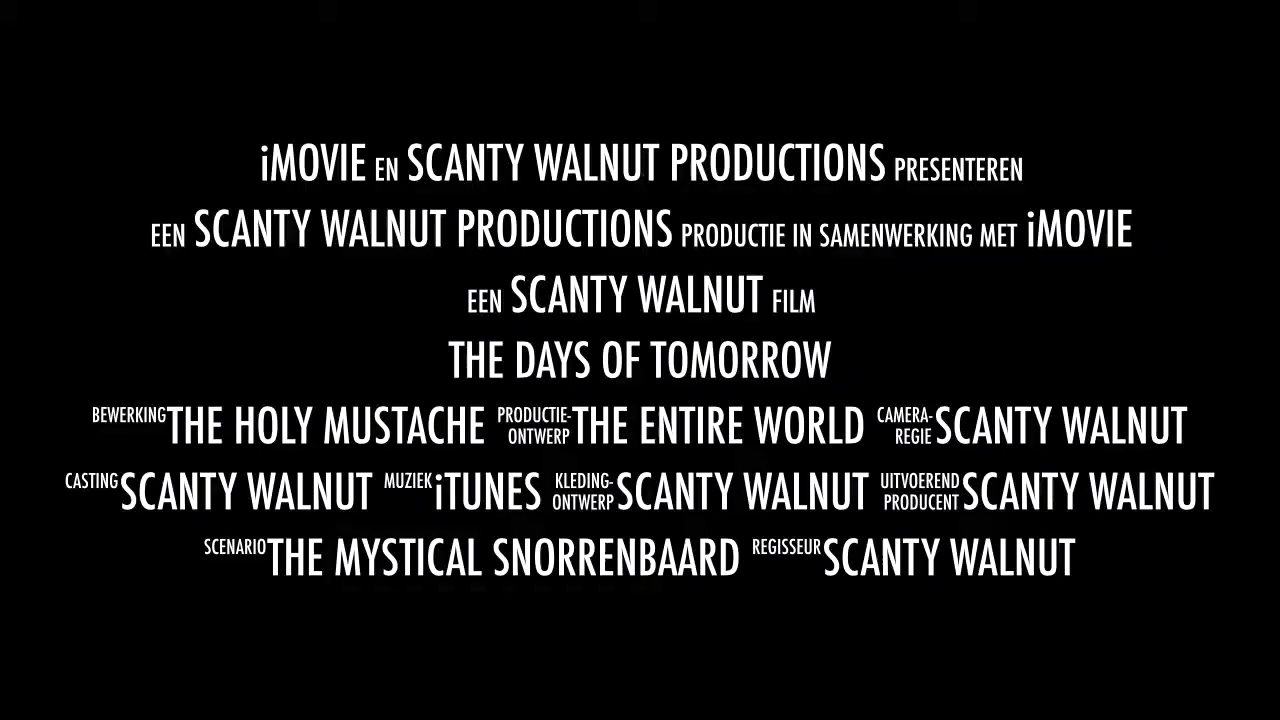 iMOVIE EN SCANTY WALNUT PRODUCTIONS PRESENTEREN
EEN SCANTY WALNUT PRODUCTIONS PRODUCTIE IN SAMENWERKING MET iMOVIE
EEN SCANTY WALNUT FILM
THE DAYS OF TOMORROW
BEWERKING THE HOLY MUSTACHE PRODUCTIE-ONTWERP THE ENTIRE WORLD CAMERA-REGIE SCANTY WALNUT
CASTING SCANTY WALNUT MUZIEK iTUNES KLEDING-ONTWERP SCANTY WALNUT UITVOEREND PRODUCENT SCANTY WALNUT
SCENARIO THE MYSTICAL SNORRENBAARD REGISSEUR SCANTY WALNUT